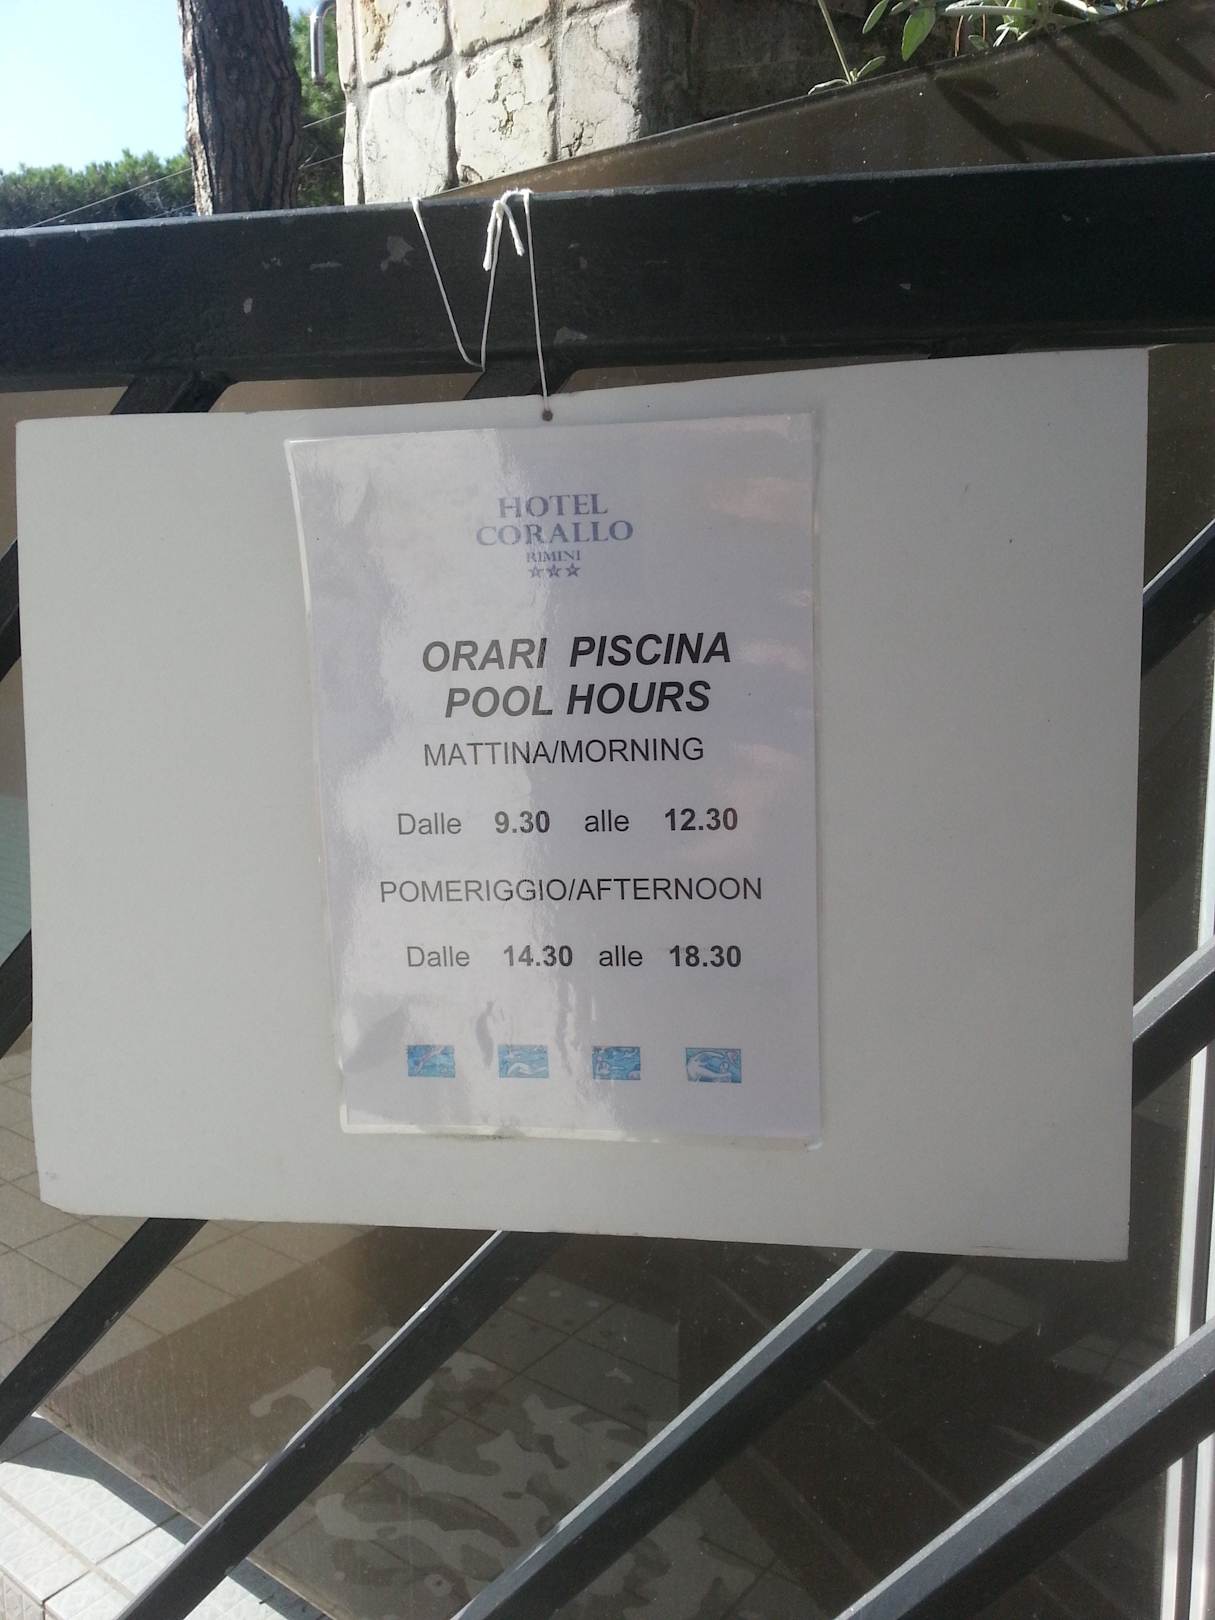 HOTEL
CORALLO
RIMINI
ORARI PISCINA
POOL HOURS
MATTINA/MORNING
Dalle 9.30 alle 12.30
POMERIGGIO/AFTERNOON
Dalle 14.30 alle 18.30